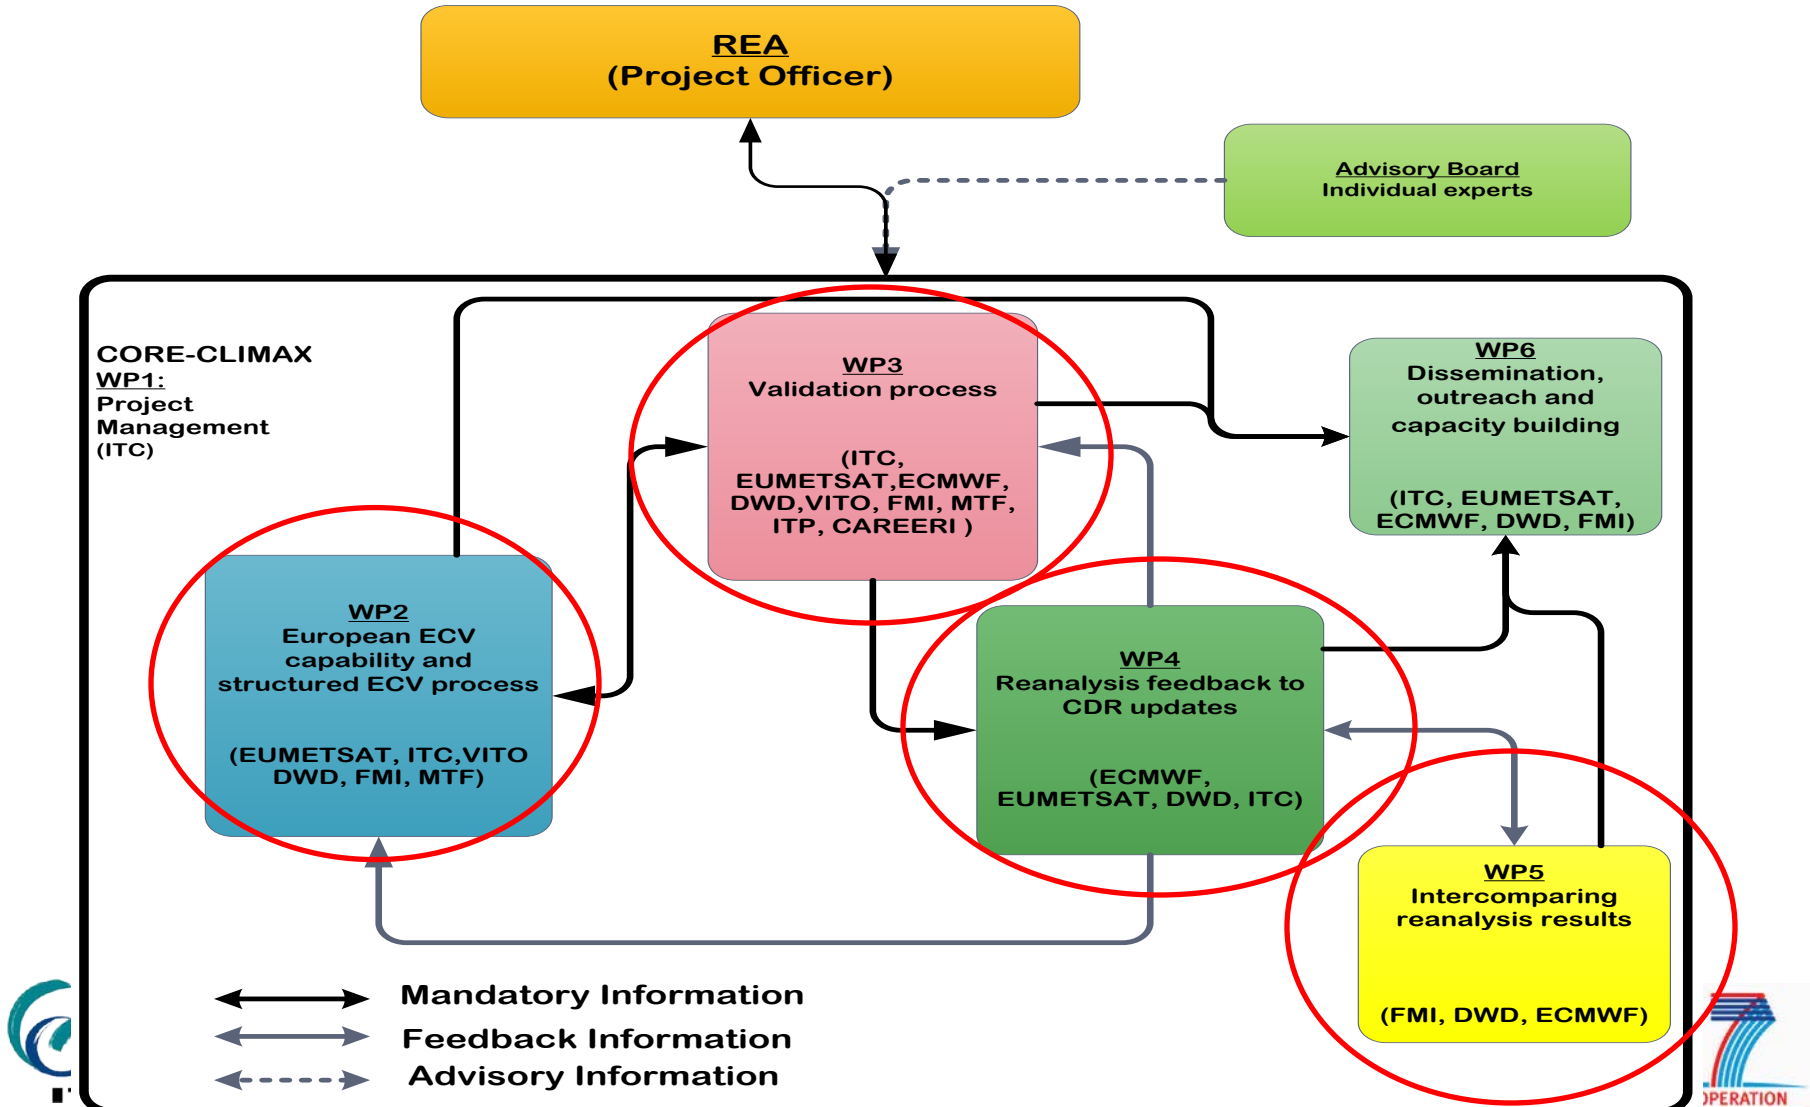 REA
(Project Officer)
Advisory Board
Individual experts
CORE-CLIMAX
WP1:
Project
Management
(ITC)
WP3
Validation process
(ITC,
EUMETSAT,ECMWF,
DWD,VITO, FMI, MTF,
ITP, CAREERI )
WP6
Dissemination,
outreach and
capacity building
(ITC, EUMETSAT,
ECMWF, DWD, FMI)
WP2
European ECV
capability and
structured ECV process
(EUMETSAT, ITC,VITO
DWD, FMI, MTF)
WP4
Reanalysis feedback to
CDR updates
(ECMWF,
EUMETSAT, DWD, ITC)
WP5
Intercomparing
reanalysis results
(FMI, DWD, ECMWF)
Mandatory Information
Feedback Information
Advisory Information